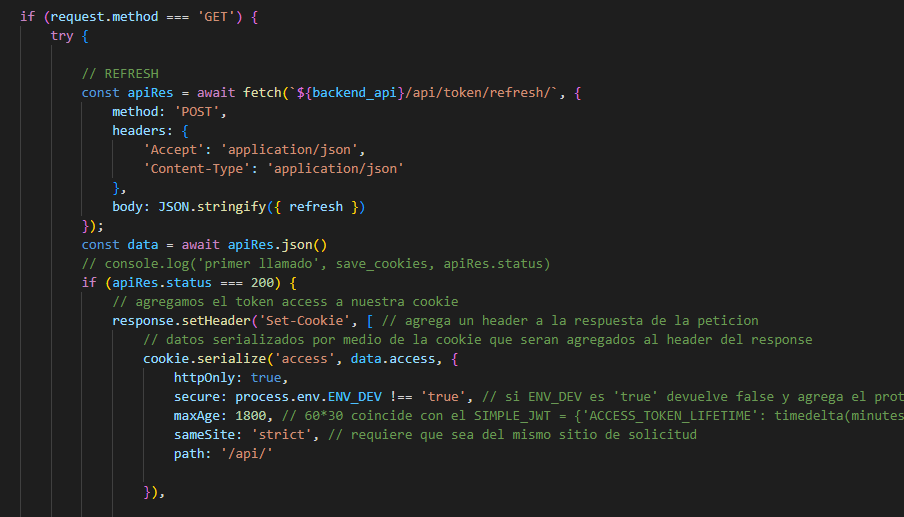 if (request.method === 'GET') {
try {
// REFRESH
const apiRes = await fetch(`${backend_api}/api/token/refresh/`, {
method: 'POST',
headers: {
'Accept': 'application/json',
'Content-Type': 'application/json'
},
body: JSON.stringify({ refresh })
});
const data = await apiRes.json()
// console.log('primer llamado', save_cookies, apiRes.status)
if (apiRes.status === 200) {
// agregamos el token access a nuestra cookie
response.setHeader('Set-Cookie', [ // agrega un header a la respuesta de la peticion
// datos serializados por medio de la cookie que seran agregados al header del response
cookie.serialize('access', data.access, {
httpOnly: true,
secure: process.env.ENV_DEV !== 'true', // si ENV_DEV es 'true' devuelve false y agrega el prot
maxAge: 1800, // 60*30 coincide con el SIMPLE_JWT = {'ACCESS_TOKEN_LIFETIME': timedelta(minutes
sameSite: 'strict', // requiere que sea del mismo sitio de solicitud
path: '/api/'
}),